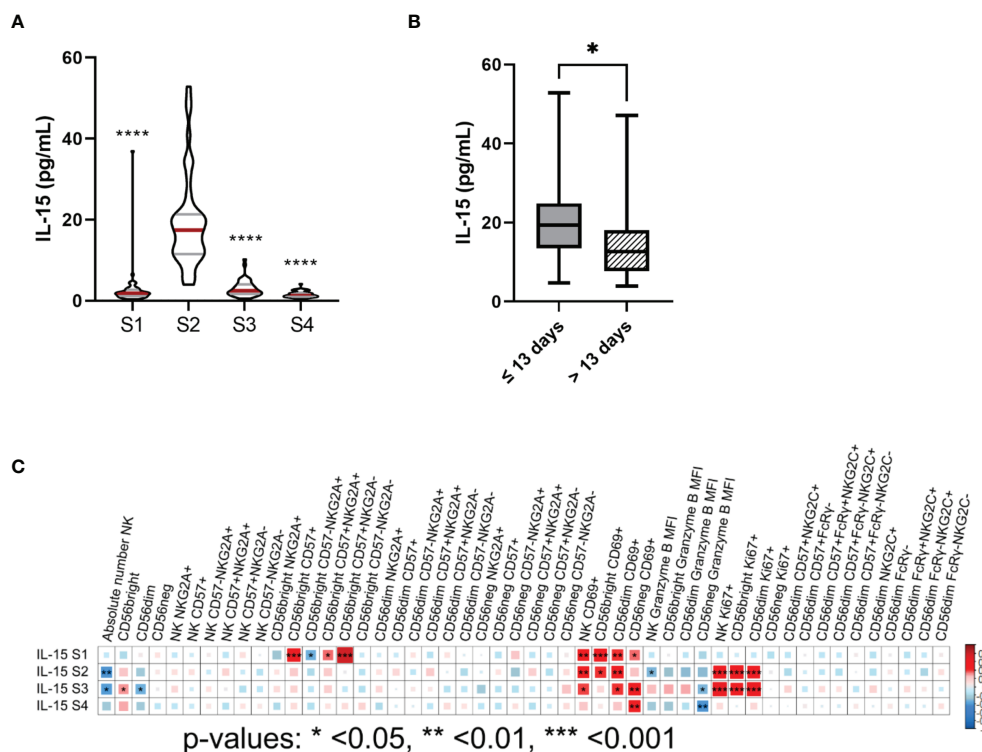 A
IL-15 (pg/mL)
60
40
20
0
****
****
****
S1
S2
S3
S4
B
IL-15 (pg/mL)
60
40
20
0
*
≤ 13 days
> 13 days
C
Absolute number NK
CD56bright
CD56dim
CD56neg
NK NKG2A+
NK CD57+
NK CD57-NKG2A+
NK CD57+NKG2A+
NK CD57+NKG2A-
NK CD57-NKG2A-
CD56bright NKG2A+
CD56bright CD57+
CD56bright CD57-NKG2A+
CD56bright CD57+NKG2A+
CD56bright CD57+NKG2A-
CD56bright CD57-NKG2A-
CD56dim NKG2A+
CD56dim CD57+
CD56dim CD57-NKG2A+
CD56dim CD57+NKG2A+
CD56dim CD57+NKG2A-
CD56dim CD57-NKG2A-
CD56neg NKG2A+
CD56neg CD57+
CD56neg CD57-NKG2A+
CD56neg CD57+NKG2A+
CD56neg CD57+NKG2A-
CD56neg CD57-NKG2A-
NK CD69+
CD56bright CD69+
CD56dim CD69+
CD56neg CD69+
NK Granzyme B MFI
CD56bright Granzyme B MFI
CD56dim Granzyme B MFI
CD56neg Granzyme B MFI
NK Ki67+
CD56bright Ki67+
CD56dim Ki67+
CD56neg Ki67+
CD56dim CD57+NKG2C+
CD56dim CD57+FcRγ-
CD56dim CD57+FcRγ+NKG2C+
CD56dim CD57+FcRγ-NKG2C+
CD56dim CD57+FcRγ-NKG2C-
CD56dim NKG2C+
CD56dim FcRγ-
CD56dim FcRγ+NKG2C+
CD56dim FcRγ-NKG2C+
CD56dim FcRγ-NKG2C-
IL-15 S1
*** * * *** ** *** ** *
IL-15 S2
** ** * ** * *** *** ***
IL-15 S3
* * * * * ** * *** *** ***
IL-15 S4
** **
p-values: * <0.05, ** <0.01, *** <0.001